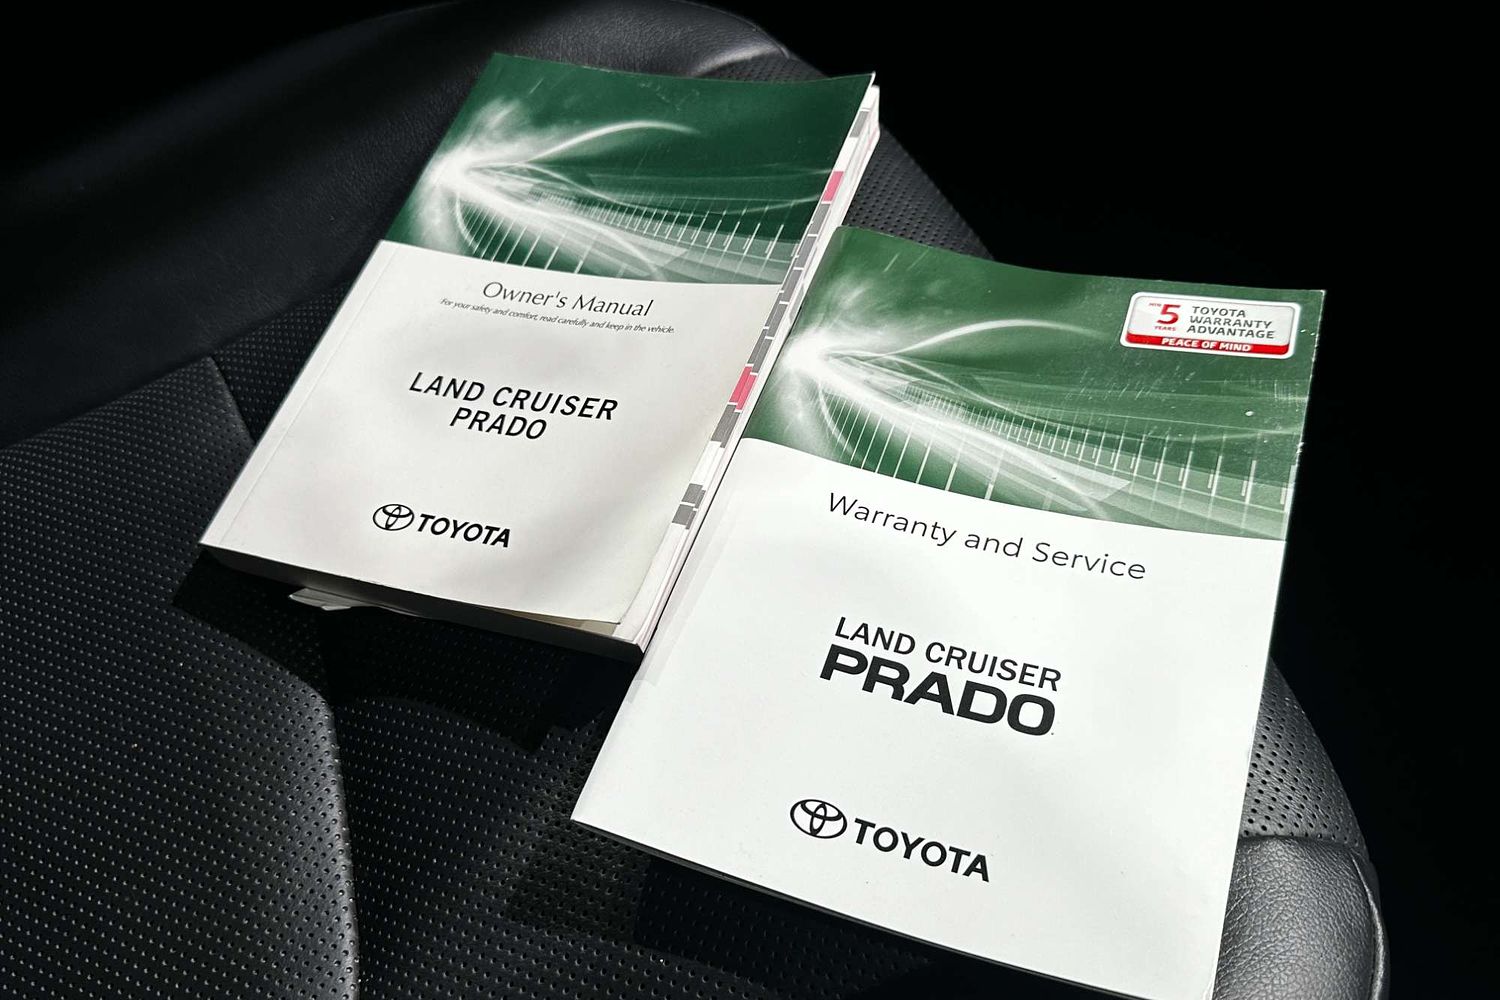 Owner's Manual
For your safety and comfort, read carefully and keep in the vehicle.
LAND CRUISER
PRADO
TOYOTA
MIN 5 YEARS
TOYOTA
WARRANTY
ADVANTAGE
PEACE OF MIND
Warranty and Service
LAND CRUISER
PRADO
TOYOTA